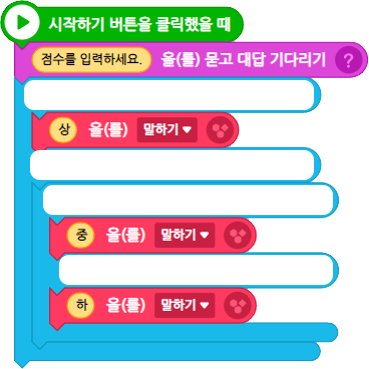 시작하기 버튼을 클릭했을 때
점수를 입력하세요. 을(를) 묻고 대답 기다리기 ?
상 을(를) 말하기▼
중 을(를) 말하기▼
하 을(를) 말하기▼